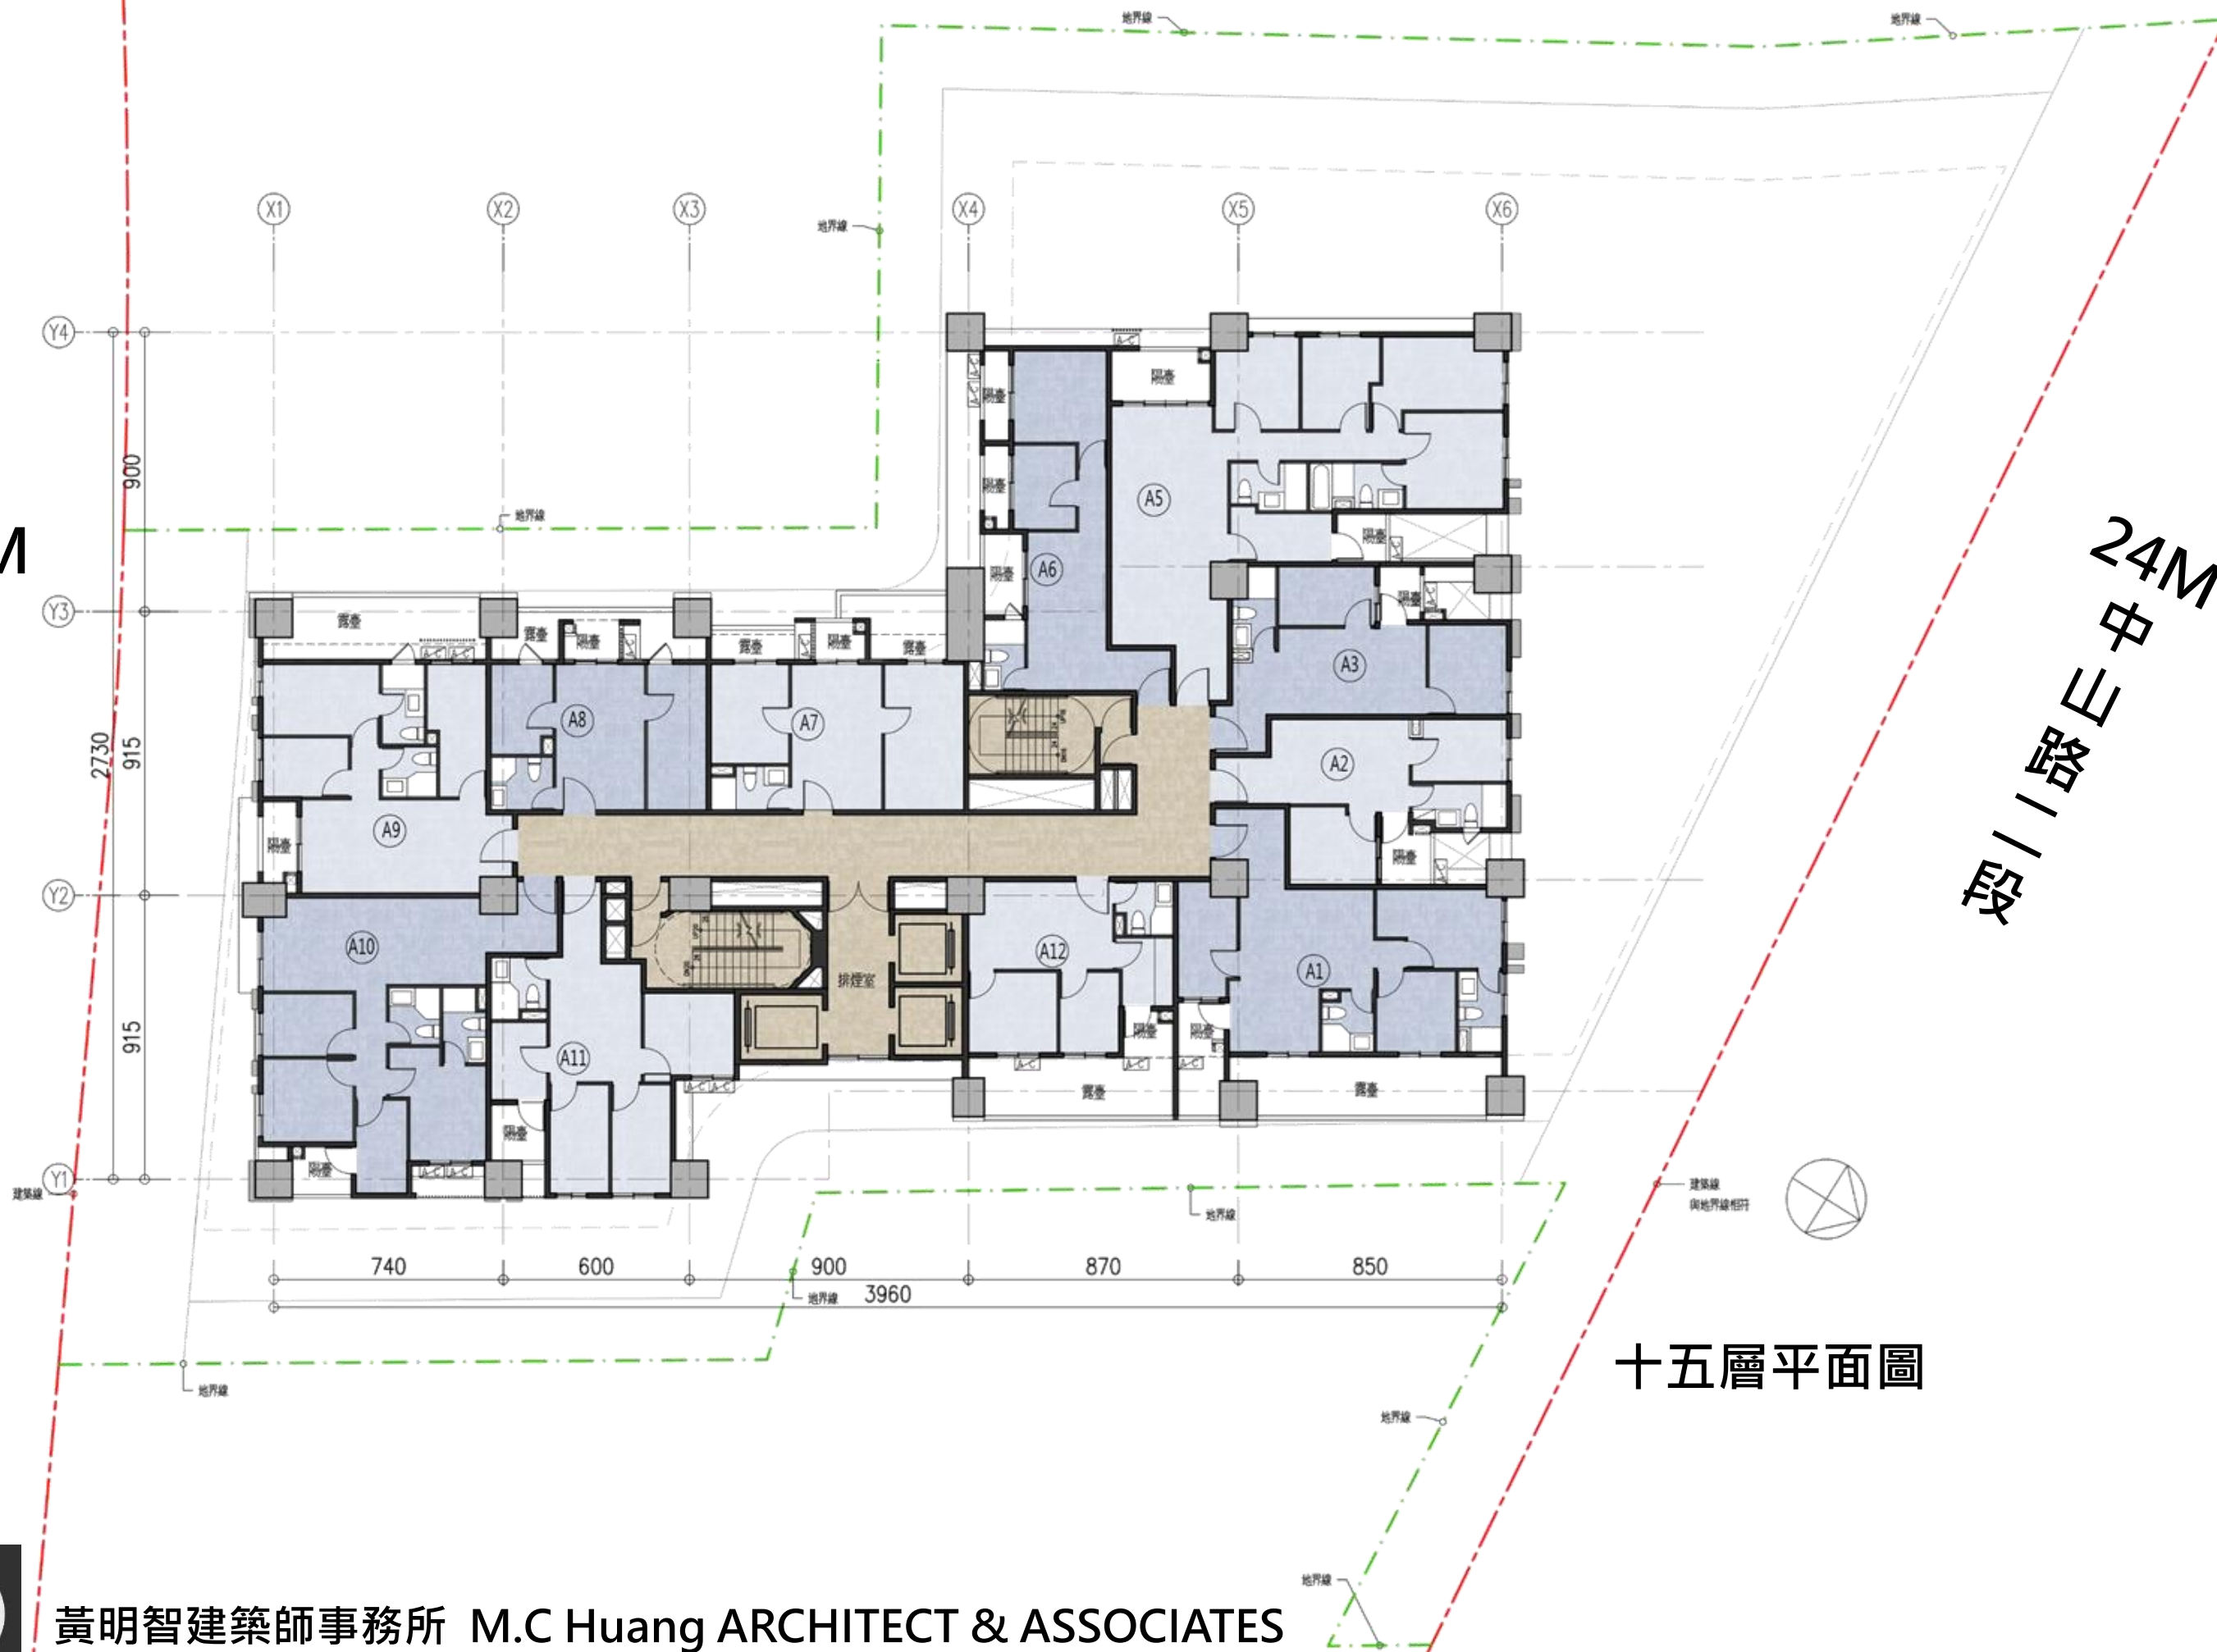 地界線
地界線
地界線
X1
X2
X3
X4
X5
X6
Y4
A-C
陽臺
A-C
A-C
陽臺
900
A5
陽臺
地界線
M
24M
中山路二段
陽臺
A-C
陽臺
A6
陽臺
A-C
Y3
露臺
露臺
陽臺
A-C
露臺
A-C
陽臺
露臺
A-C
A-C
A3
A8
A7
2730
915
A2
A9
陽臺
陽臺
A-C
Y2
A10
A12
A1
排煙室
915
A11
陽臺
陽臺
A-C
A-C
A-C
A-C
A-C
露臺
露臺
陽臺
陽臺
A-C
A-C
Y1
建築線
建築線
與地界線相符
地界線
740
600
900
870
850
地界線
3960
十五層平面圖
地界線
地界線
地界線
黃明智建築師事務所 M.C Huang ARCHITECT & ASSOCIATES